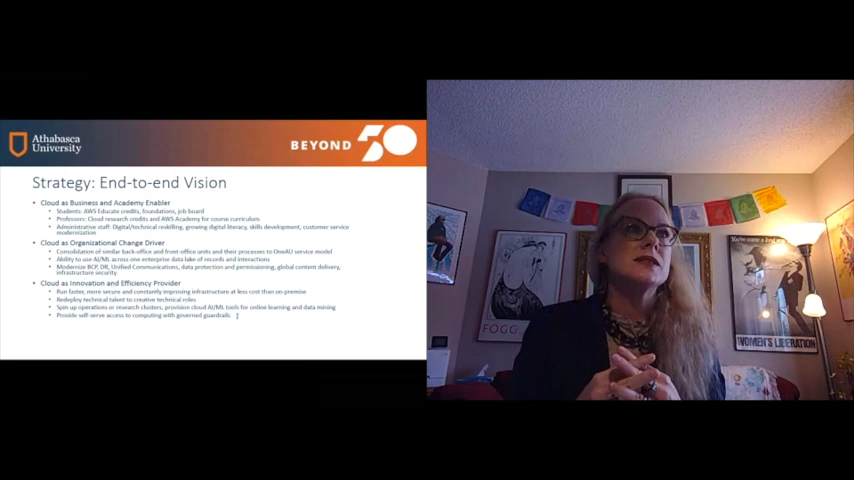 Athabasca
University
BEYOND 50
Strategy: End-to-end Vision
• Cloud as Business and Academy Enabler
• Students: AWS Educate credits, foundations, job board
• Professors: Cloud research credits and AWS Academy for course curriculum
• Administrative staff: Digital/technical reskilling, growing digital literacy, skills development, customer service
modernization
• Cloud as Organizational Change Driver
• Consolidation of similar back-office and front-office units and their processes to OneAU service model
• Ability to use AI/ML across one enterprise data lake of records and interactions
• Modernize BCP, DR, Unified Communications, data protection and permissioning, global content delivery,
infrastructure security
• Cloud as Innovation and Efficiency Provider
• Run faster, more secure and constantly improving infrastructure at less cost than on-premise
• Redeploy technical talent to creative technical roles
• Spin up operations or research clusters, provision cloud AI/ML tools for online learning and data mining
• Provide self-serve access to computing with governed guardrails
FOGG
We've come a long way
WOMEN'S LIBERATION